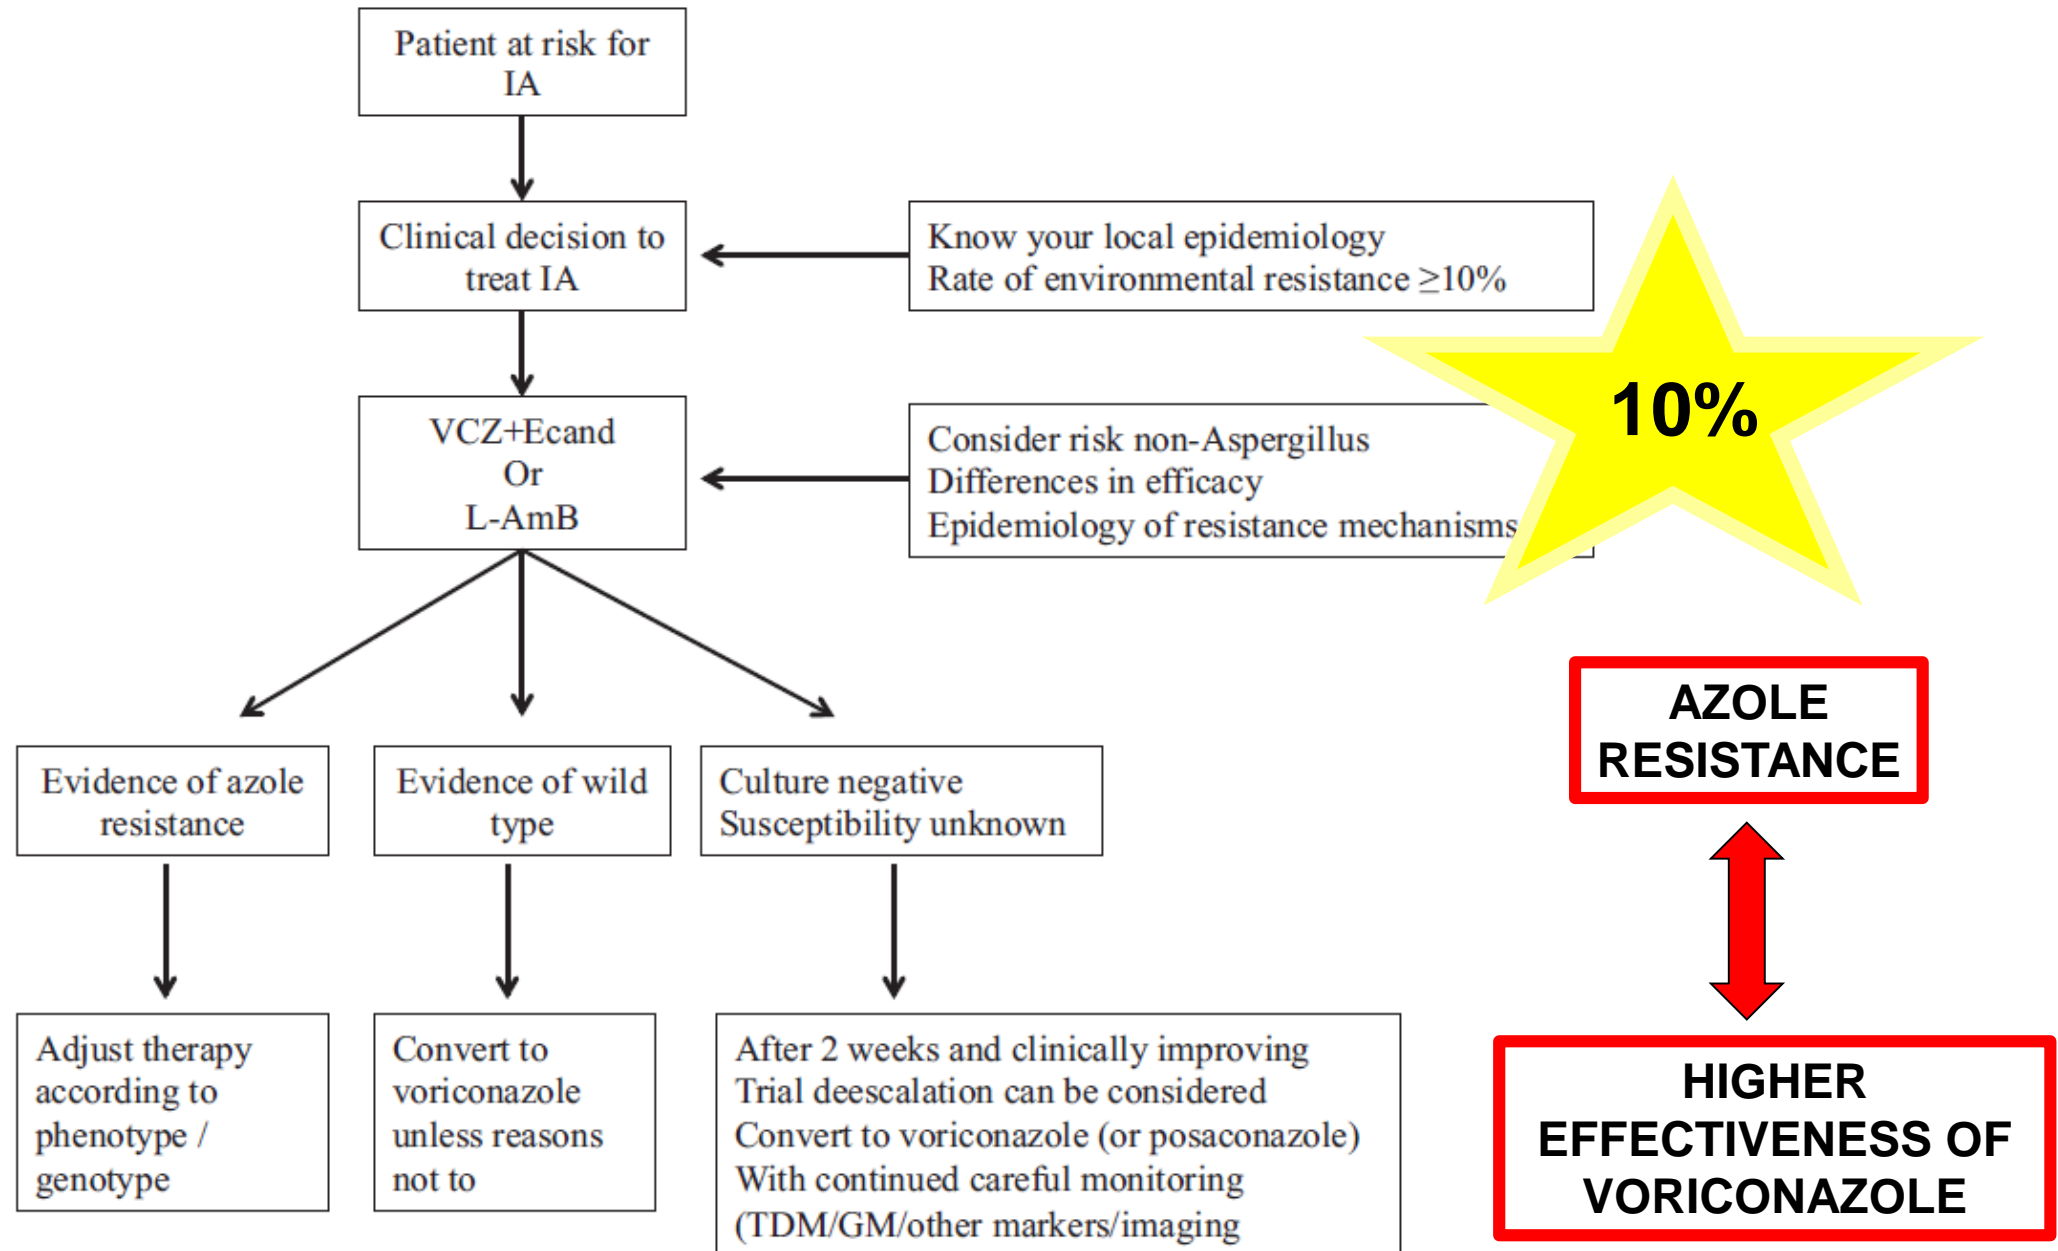 Patient at risk for
IA
Clinical decision to
treat IA
Know your local epidemiology
Rate of environmental resistance ≥10%
10%
VCZ+Ecand
Or
L-AmB
Consider risk non-Aspergillus
Differences in efficacy
Epidemiology of resistance mechanisms
AZOLE
RESISTANCE
Evidence of azole
resistance
Evidence of wild
type
Culture negative
Susceptibility unknown
Adjust therapy
according to
phenotype /
genotype
Convert to
voriconazole
unless reasons
not to
After 2 weeks and clinically improving
Trial deescalation can be considered
Convert to voriconazole (or posaconazole)
With continued careful monitoring
(TDM/GM/other markers/imaging
HIGHER
EFFECTIVENESS OF
VORICONAZOLE